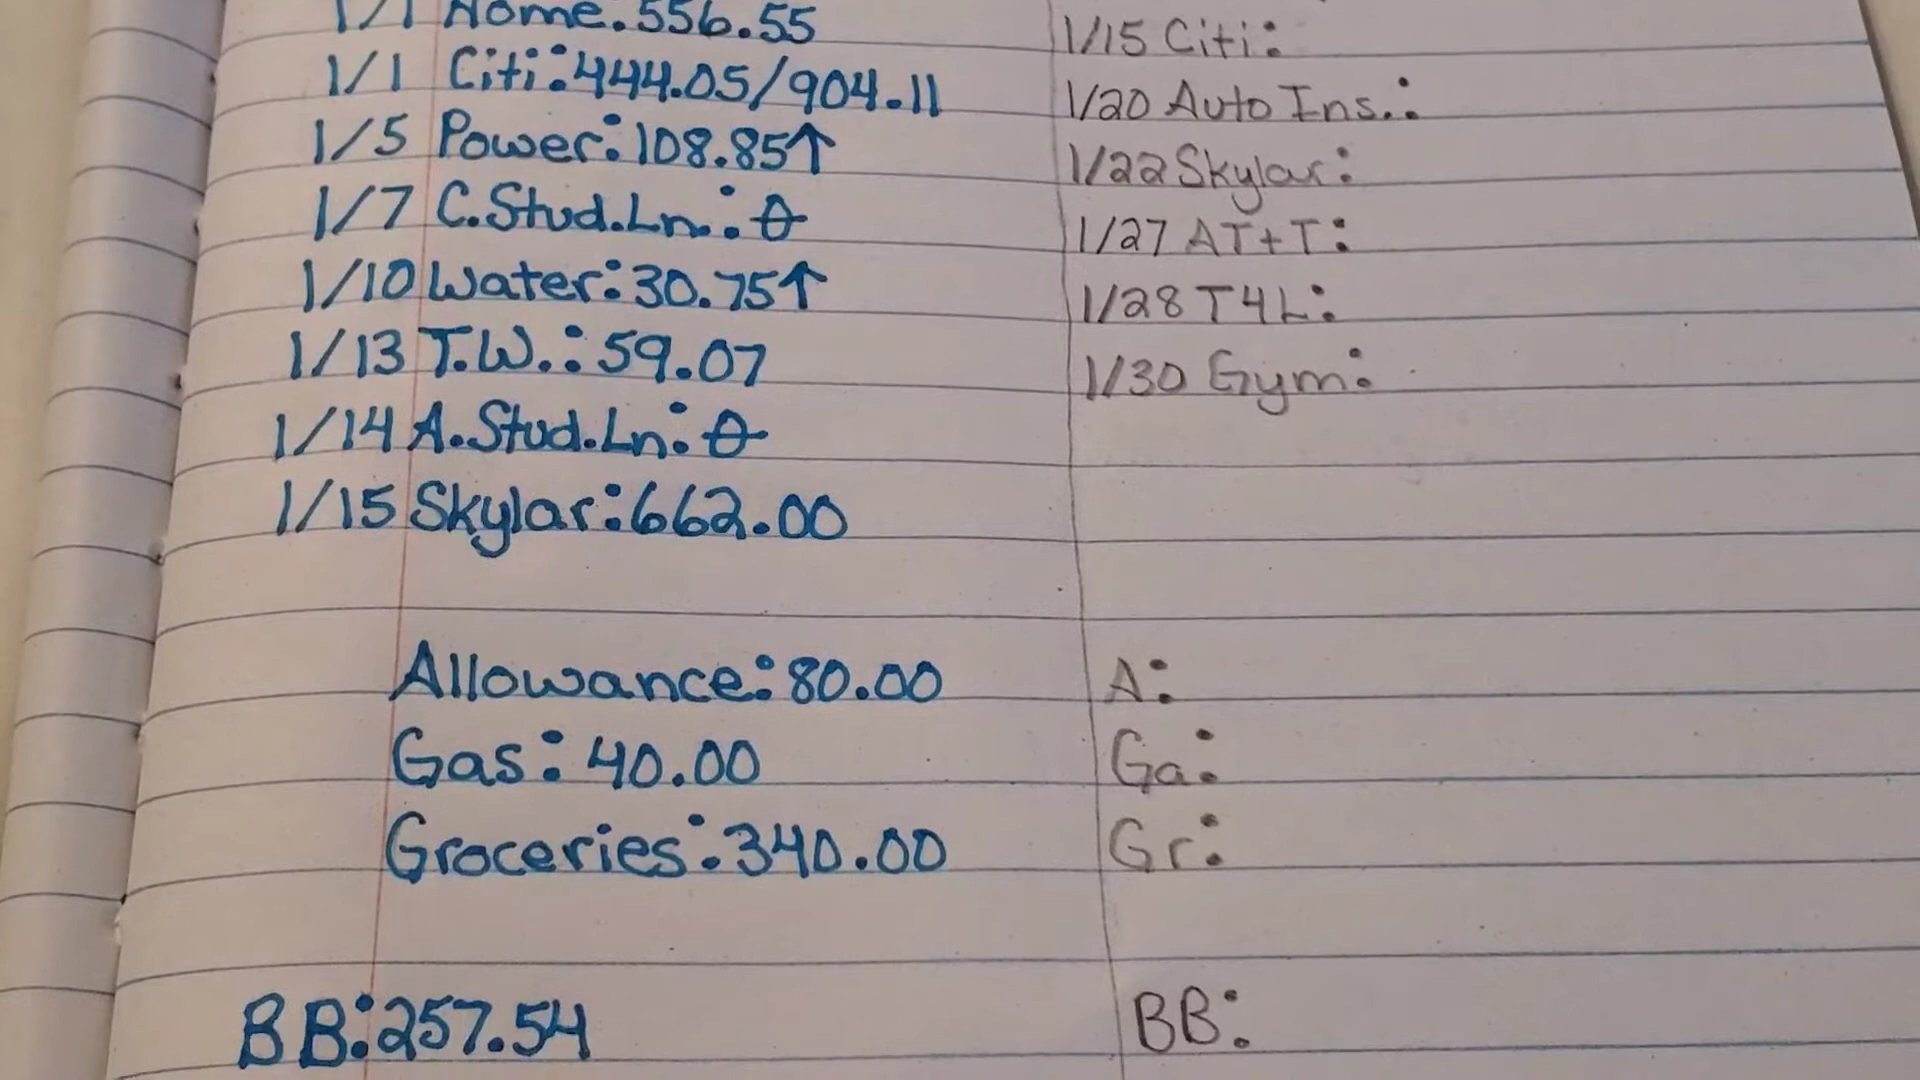 1/1 Home:556.55
1/1 Citi:444.05/904.11
1/5 Power:108.85↑
1/7 C.Stud.Ln.:0
1/10 Water:30.75↑
1/13 T.W.:59.07
1/14 A.Stud.Ln:0
1/15 Skylar:662.00
Allowance:80.00
Gas:40.00
Groceries:340.00
BB:257.54
1/15 Citi:
1/20 Auto Ins.:
1/22 Skylar:
1/27 AT+T:
1/28 T4L:
1/30 Gym:
A:
Ga:
Gr:
BB: